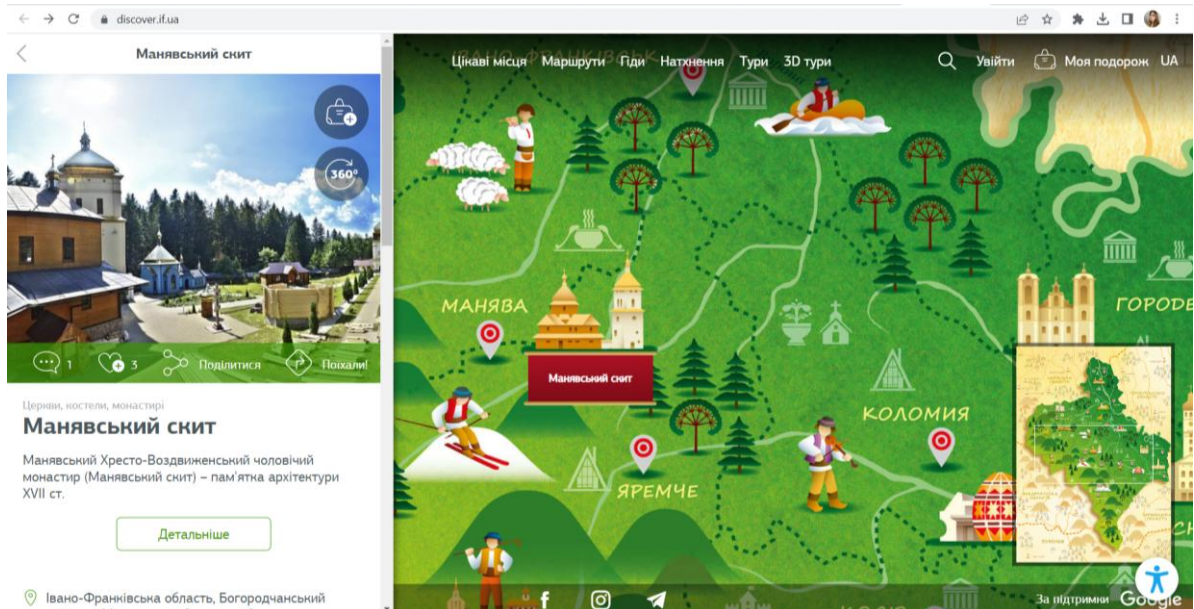 discover.if.ua
Манявський скит
360°
1
3
Поділитися
Поїхали!
Церкви, костели, монастирі
Манявський скит
Манявський Хресто-Воздвиженський чоловічий
монастир (Манявський скит) – пам'ятка архітектури
XVII ст.
Детальніше
Івано-Франківська область, Богородчанський
ІВАНО-ФРАНКІВСЬК
Цікаві місця Маршрути Гіди Натхнення Тури 3D тури Увійти Моя подорож UA
МАНЯВА
ГОРОДЕ
Манявський скит
КОЛОМИЯ
ЯРЕМЧЕ
За підтримки Google